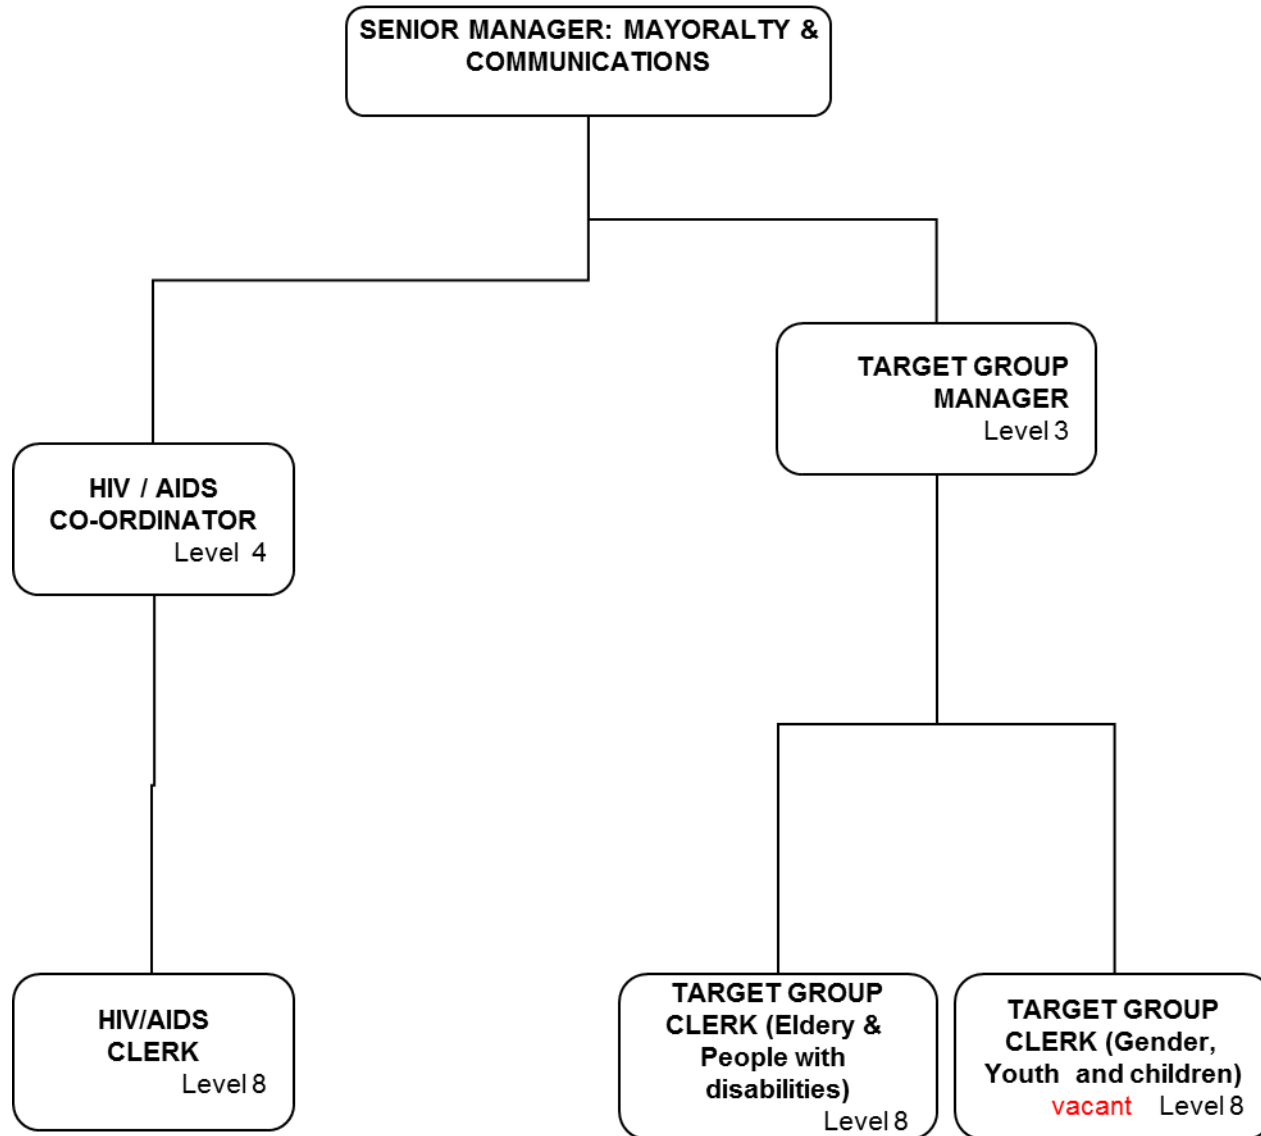 SENIOR MANAGER: MAYORALTY &
COMMUNICATIONS
TARGET GROUP
MANAGER
Level 3
HIV / AIDS
CO-ORDINATOR
Level 4
HIV/AIDS
CLERK
Level 8
TARGET GROUP
CLERK (Eldery &
People with
disabilities)
Level 8
TARGET GROUP
CLERK (Gender,
Youth and children)
vacant Level 8